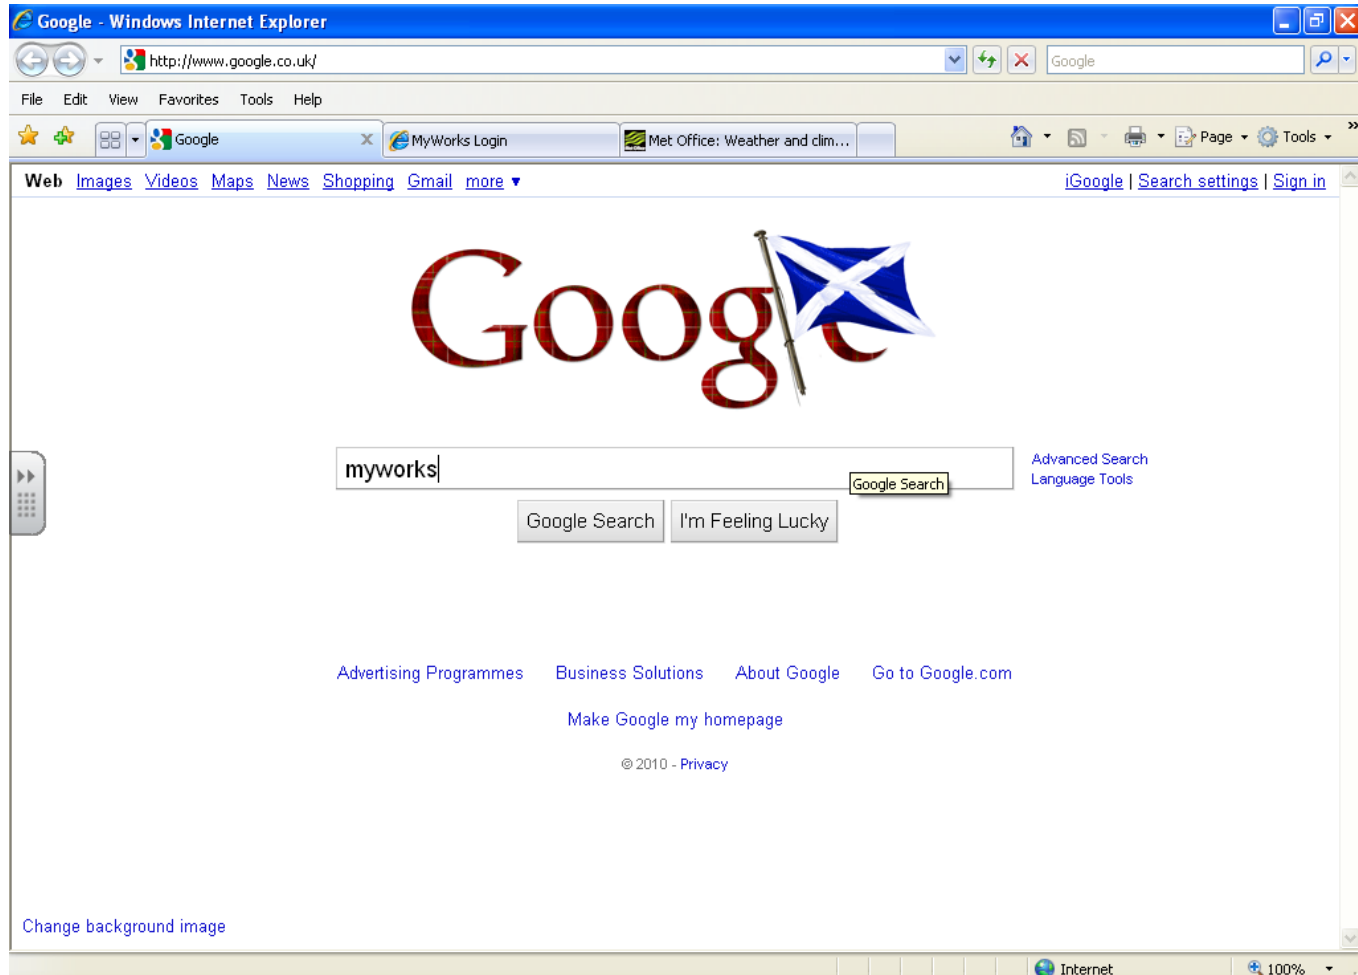 Google - Windows Internet Explorer
http://www.google.co.uk/
Google
File Edit View Favorites Tools Help
Google MyWorks Login Met Office: Weather and clim... Page Tools »
Web Images Videos Maps News Shopping Gmail more ▼ iGoogle | Search settings | Sign in
Google
myworks
Google Search
Advanced Search
Language Tools
Google Search I'm Feeling Lucky
Advertising Programmes Business Solutions About Google Go to Google.com
Make Google my homepage
© 2010 - Privacy
Change background image
Internet 100%